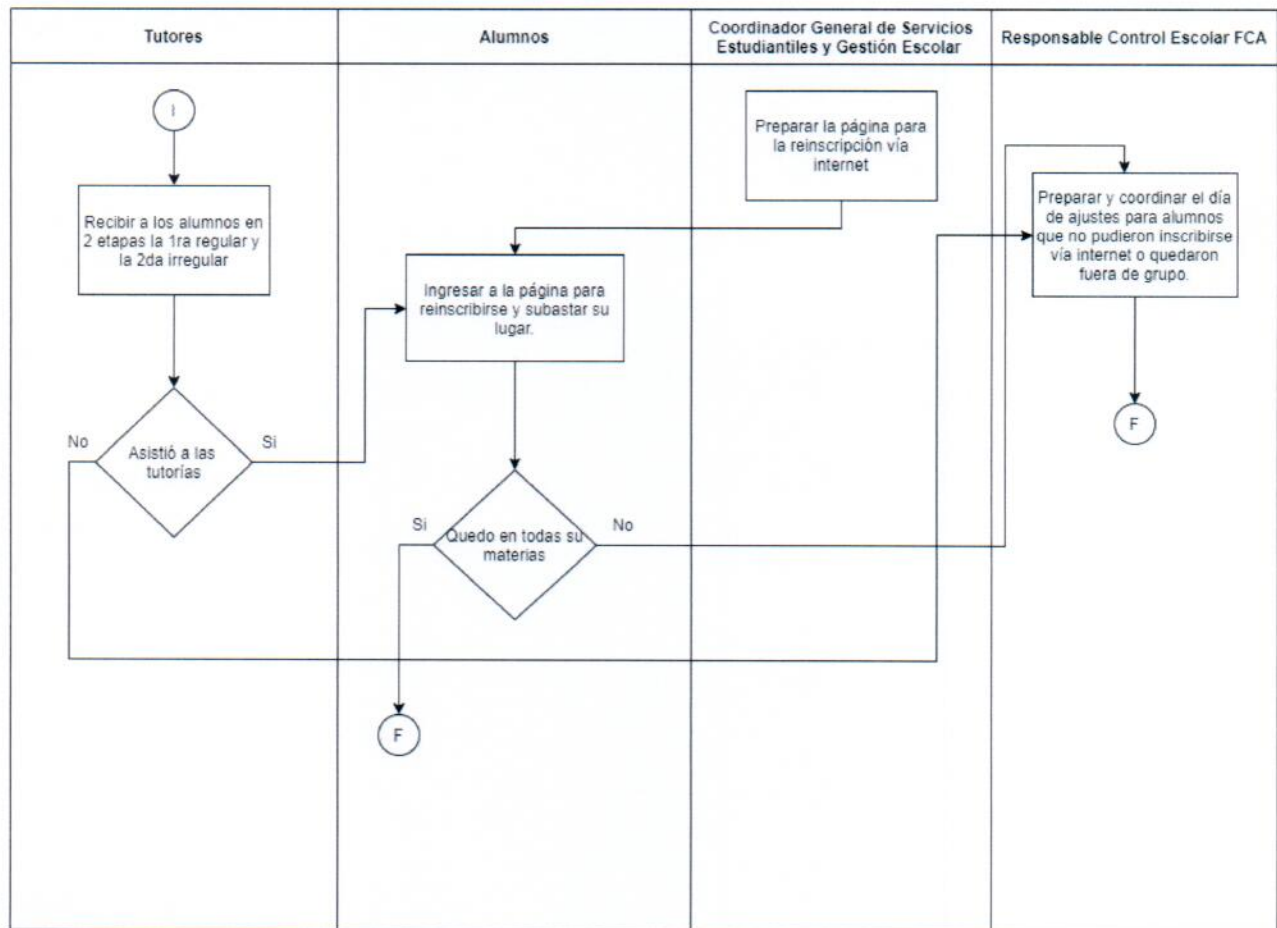 Tutores
Alumnos
Coordinador General de Servicios
Estudiantiles y Gestión Escolar
Responsable Control Escolar FCA
I
Recibir a los alumnos en
2 etapas la 1ra regular y
la 2da irregular
Asistió a las
tutorías
No
Si
Ingresar a la página para
reinscribirse y subastar su
lugar.
Quedo en todas su
materias
Si
No
F
Preparar la página para
la reinscripción vía
internet
Preparar y coordinar el día
de ajustes para alumnos
que no pudieron inscribirse
vía internet o quedaron
fuera de grupo.
F